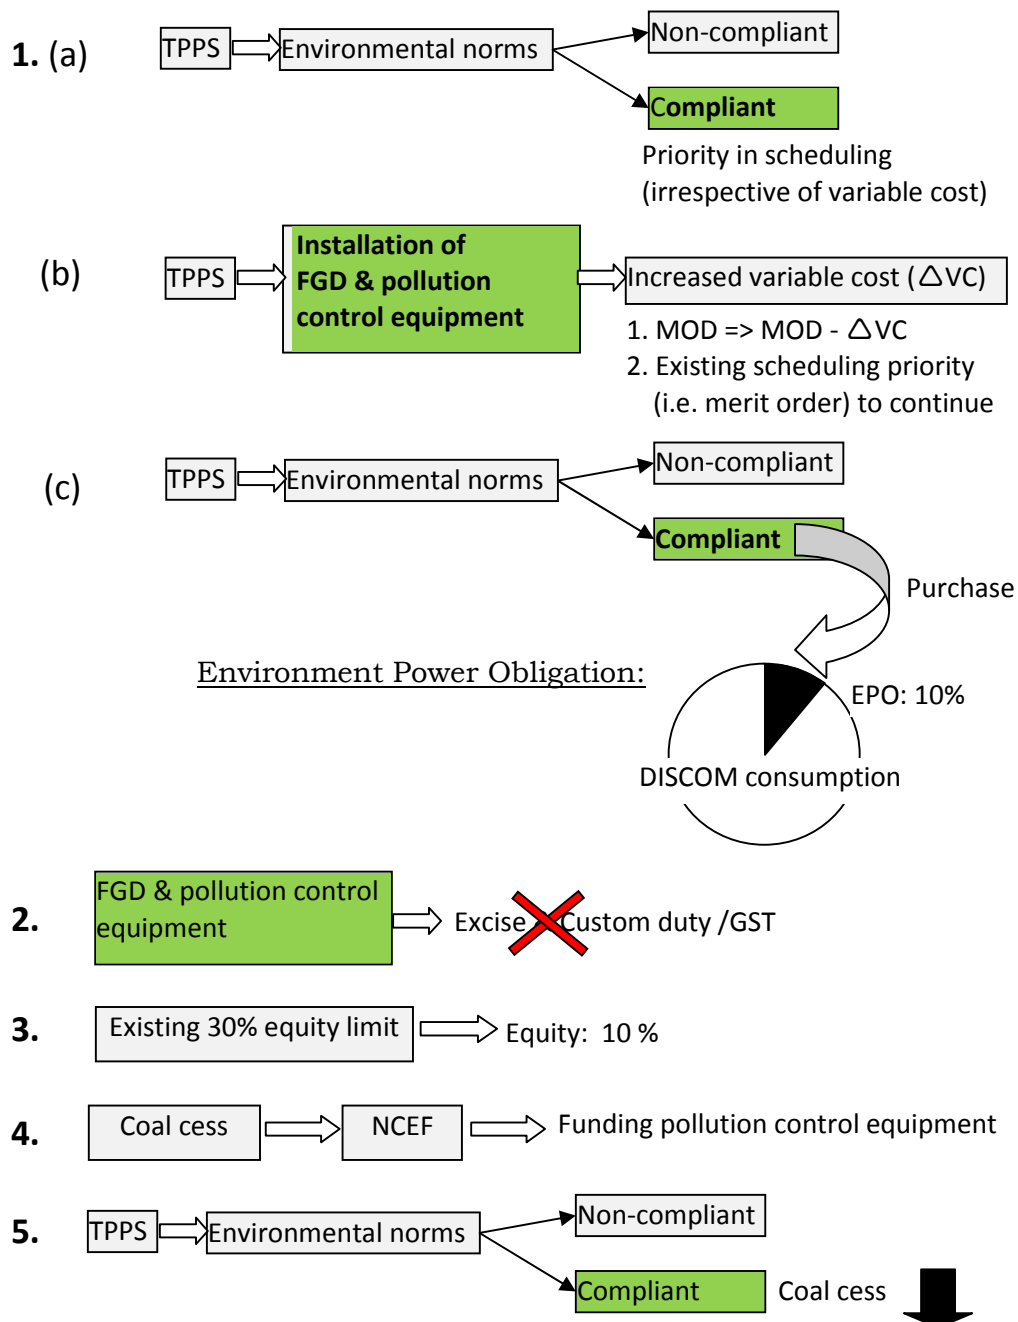 1. (a)
TPPS
Environmental norms
Non-compliant
Compliant
Priority in scheduling
(irrespective of variable cost)
(b)
TPPS
Installation of
FGD & pollution
control equipment
Increased variable cost (△VC)
1. MOD => MOD - △VC
2. Existing scheduling priority
(i.e. merit order) to continue
(c)
TPPS
Environmental norms
Non-compliant
Compliant
Purchase
Environment Power Obligation:
EPO: 10%
DISCOM consumption
2.
FGD & pollution control
equipment
Excise & Custom duty /GST
3.
Existing 30% equity limit
Equity: 10 %
4.
Coal cess
NCEF
Funding pollution control equipment
5.
TPPS
Environmental norms
Non-compliant
Compliant
Coal cess